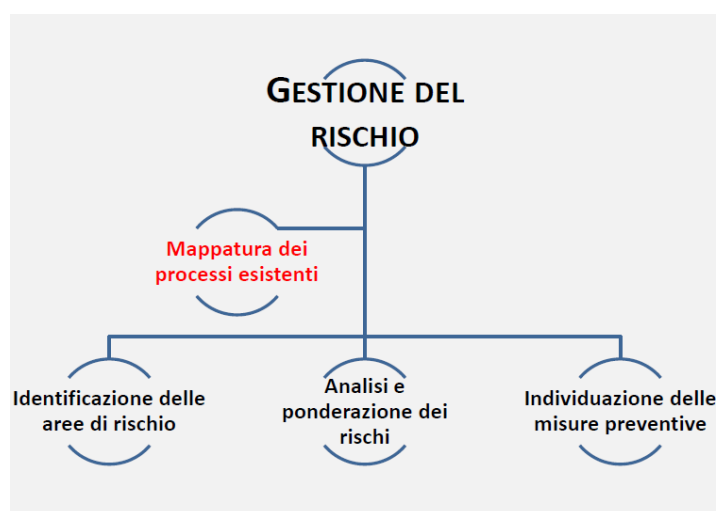 GESTIONE DEL
RISCHIO
Mappatura dei
processi esistenti
Identificazione delle
aree di rischio
Analisi e
ponderazione dei
rischi
Individuazione delle
misure preventive